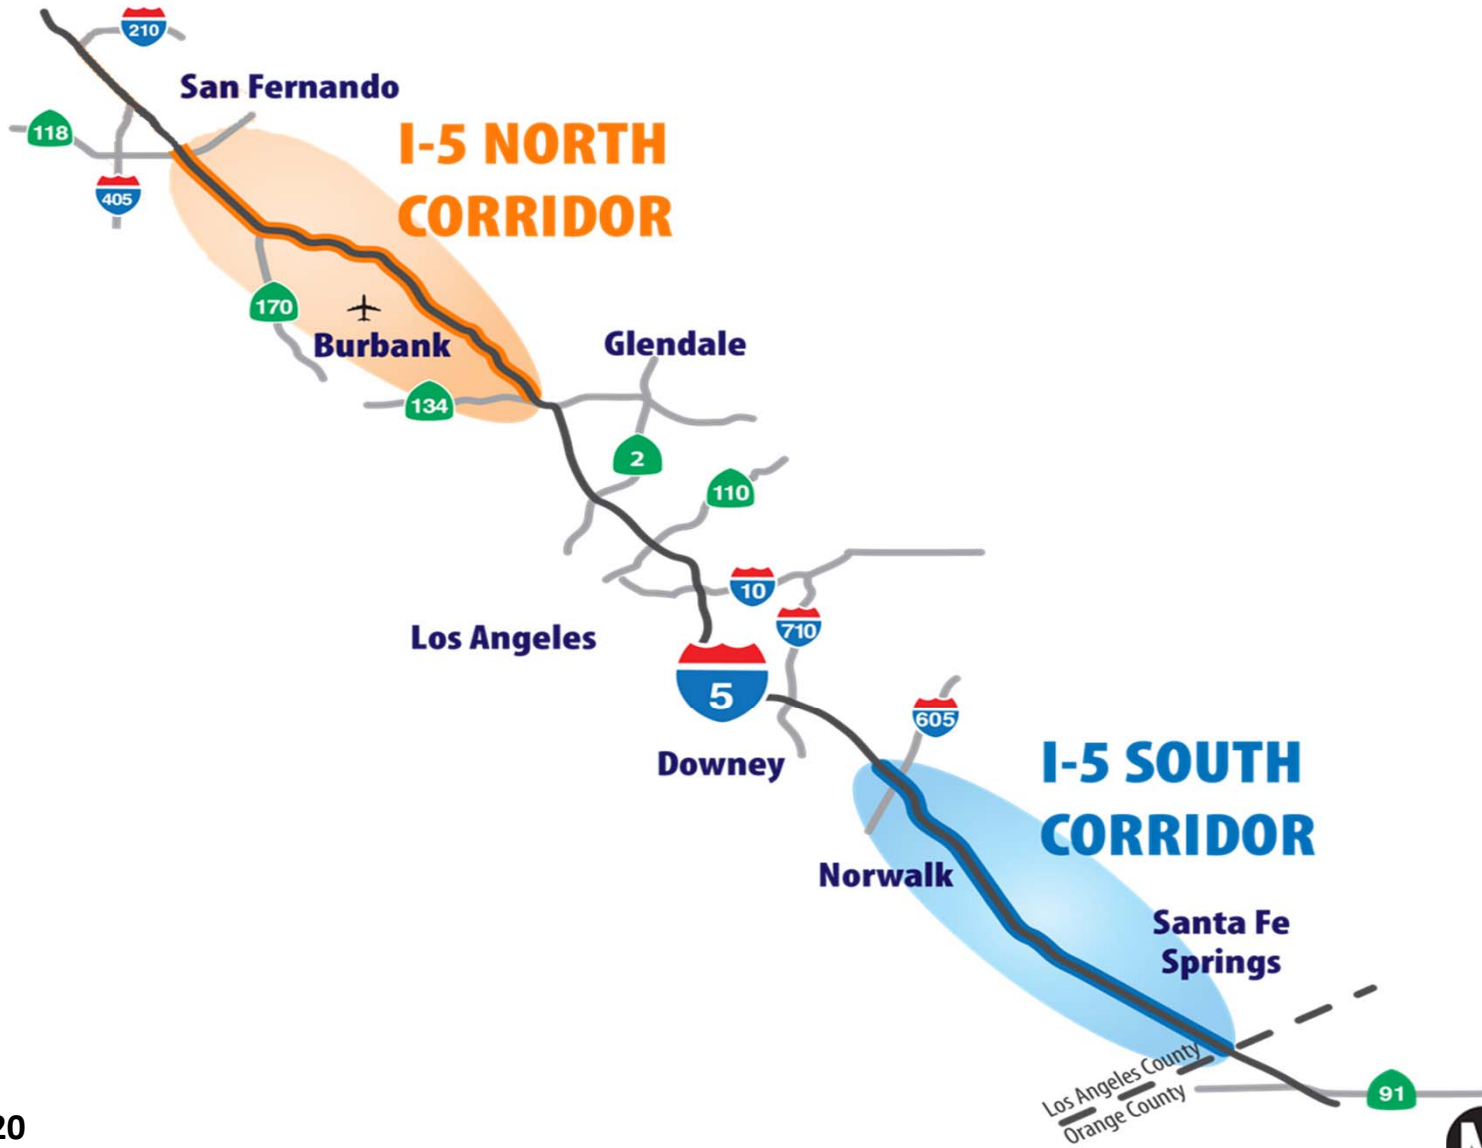 210
San Fernando
118
I-5 NORTH
CORRIDOR
405
170
Burbank
Glendale
134
2
110
10
Los Angeles
710
5
605
Downey
I-5 SOUTH
CORRIDOR
Norwalk
Santa Fe
Springs
Los Angeles County
Orange County
91
20